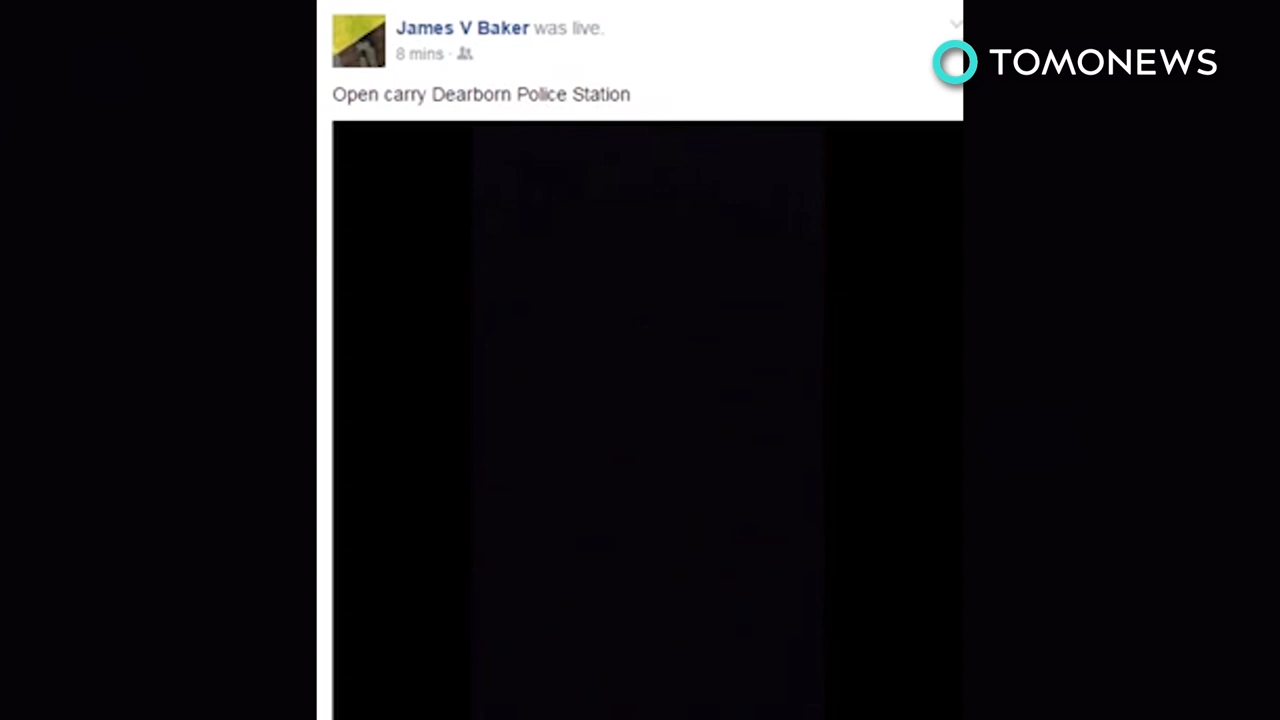 James V Baker was live.
8 mins ·
TOMONEWS
Open carry Dearborn Police Station